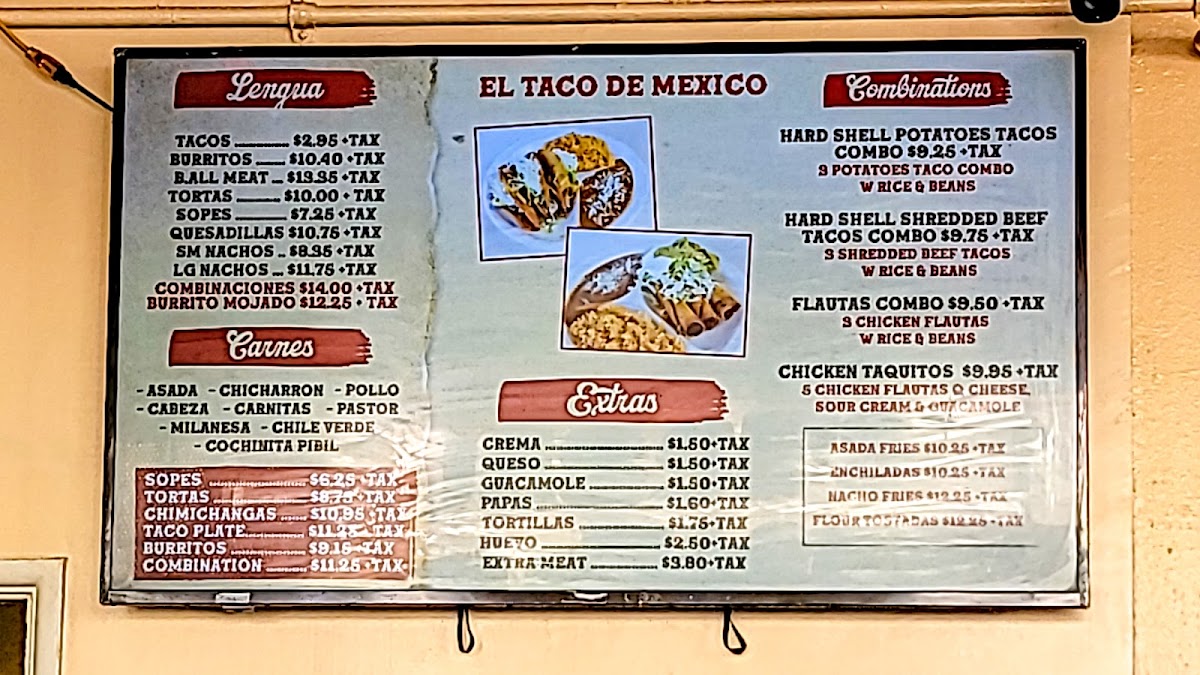 Lengua
TACOS ............ $2.95 +TAX
BURRITOS ...... $10.40 +TAX
B.ALL MEAT ... $13.35 +TAX
TORTAS ......... $10.00 + TAX
SOPES ............ $7.25 +TAX
QUESADILLAS $10.75 +TAX
SM NACHOS .. $8.35 +TAX
LG NACHOS ... $11.75 +TAX
COMBINACIONES $14.00 +TAX
BURRITO MOJADO $12.25 + TAX
Carnes
- ASADA - CHICHARRON - POLLO
- CABEZA - CARNITAS - PASTOR
- MILANESA - CHILE VERDE
- COCHINITA PIBIL
SOPES .................... $6.25 +TAX
TORTAS .................. $8.75 +TAX
CHIMICHANGAS ...... $10.95 +TAX
TACO PLATE............. $11.25 +TAX
BURRITOS ............... $9.15 +TAX
COMBINATION ......... $11.25 +TAX
EL TACO DE MEXICO
Extras
CREMA ........................ $1.50+TAX
QUESO ........................ $1.50+TAX
GUACAMOLE ................ $1.50+TAX
PAPAS .......................... $1.60+TAX
TORTILLAS .................. $1.75+TAX
HUEVO ........................ $2.50+TAX
EXTRA MEAT .............. $3.80+TAX
Combinations
HARD SHELL POTATOES TACOS
COMBO $9.25 +TAX
3 POTATOES TACO COMBO
W RICE & BEANS
HARD SHELL SHREDDED BEEF
TACOS COMBO $9.75 +TAX
3 SHREDDED BEEF TACOS
W RICE & BEANS
FLAUTAS COMBO $9.50 +TAX
3 CHICKEN FLAUTAS
W RICE & BEANS
CHICKEN TAQUITOS $9.95 +TAX
5 CHICKEN FLAUTAS Q CHEESE,
SOUR CREAM & GUACAMOLE
ASADA FRIES $10.25 +TAX
ENCHILADAS $10.25 +TAX
NACHO FRIES $12.25 +TAX
FLOUR TOSTADAS $12.25 +TAX